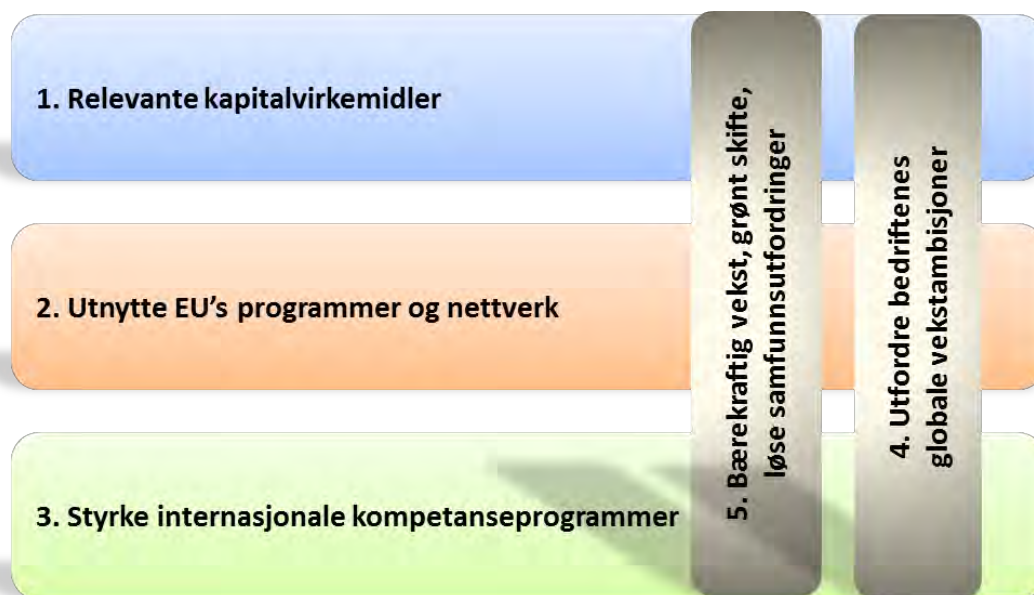 1. Relevante kapitalvirkemidler
2. Utnytte EU’s programmer og nettverk
3. Styrke internasjonale kompetanseprogrammer
5. Bærekraftig vekst, grønt skifte,
løse samfunnsutfordringer
4. Utfordre bedriftenes
globale vekstambisjoner